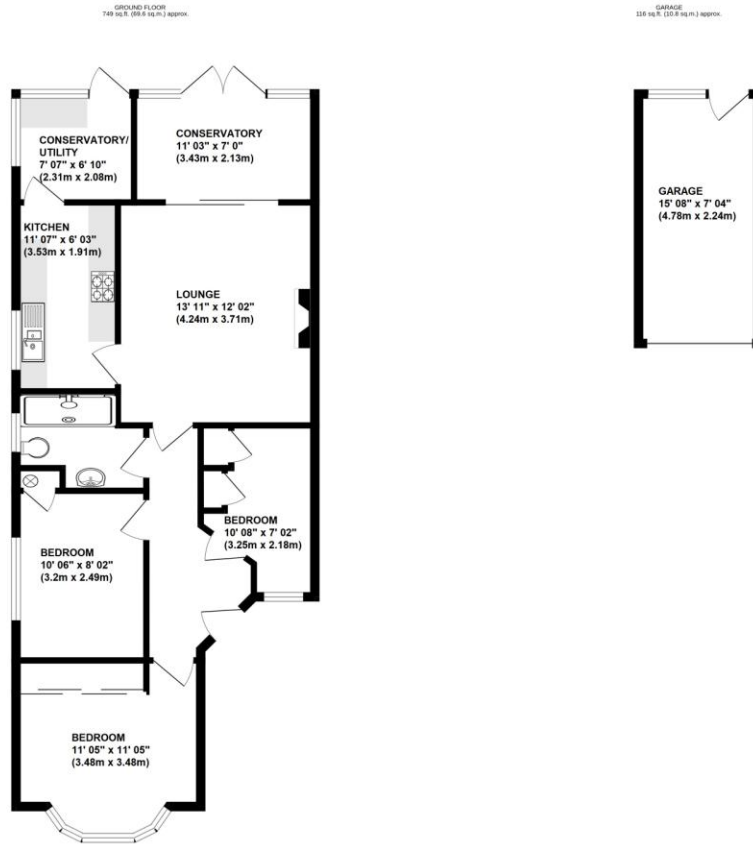 GROUND FLOOR
749 sq.ft. (69.6 sq.m.) approx.
GARAGE
116 sq.ft. (10.8 sq.m.) approx.
CONSERVATORY/
UTILITY
7' 07" x 6' 10"
(2.31m x 2.08m)
CONSERVATORY
11' 03" x 7' 0"
(3.43m x 2.13m)
KITCHEN
11' 07" x 6' 03"
(3.53m x 1.91m)
LOUNGE
13' 11" x 12' 02"
(4.24m x 3.71m)
GARAGE
15' 08" x 7' 04"
(4.78m x 2.24m)
BEDROOM
10' 08" x 7' 02"
(3.25m x 2.18m)
BEDROOM
10' 06" x 8' 02"
(3.2m x 2.49m)
BEDROOM
11' 05" x 11' 05"
(3.48m x 3.48m)